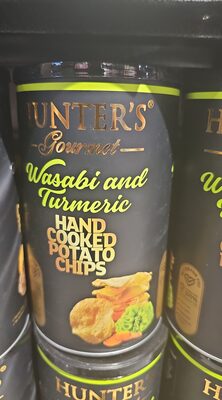 HUNTER'S®
Gourmet
Wasabi and
Turmeric
HAND
COOKED
POTATO
CHIPS
HUNTER